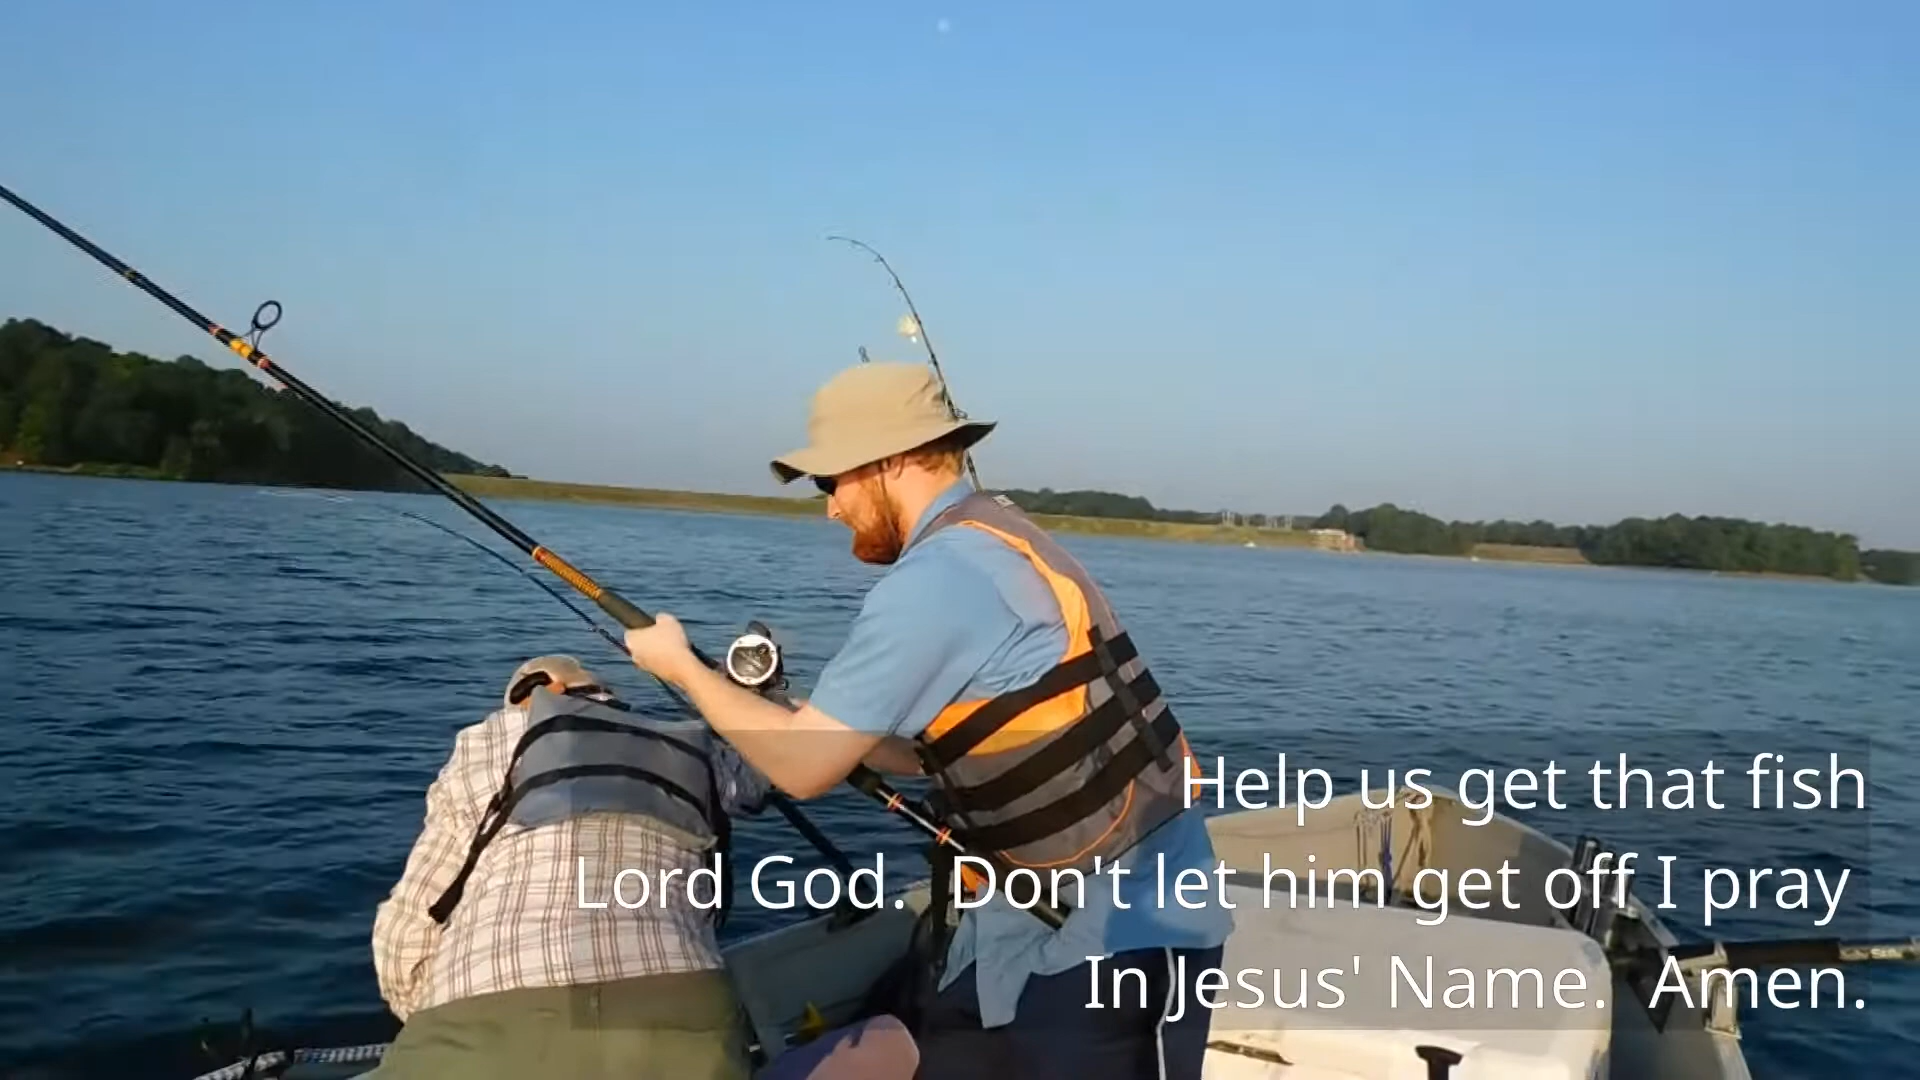 Help us get that fish
Lord God.  Don't let him get off I pray
In Jesus' Name.  Amen.